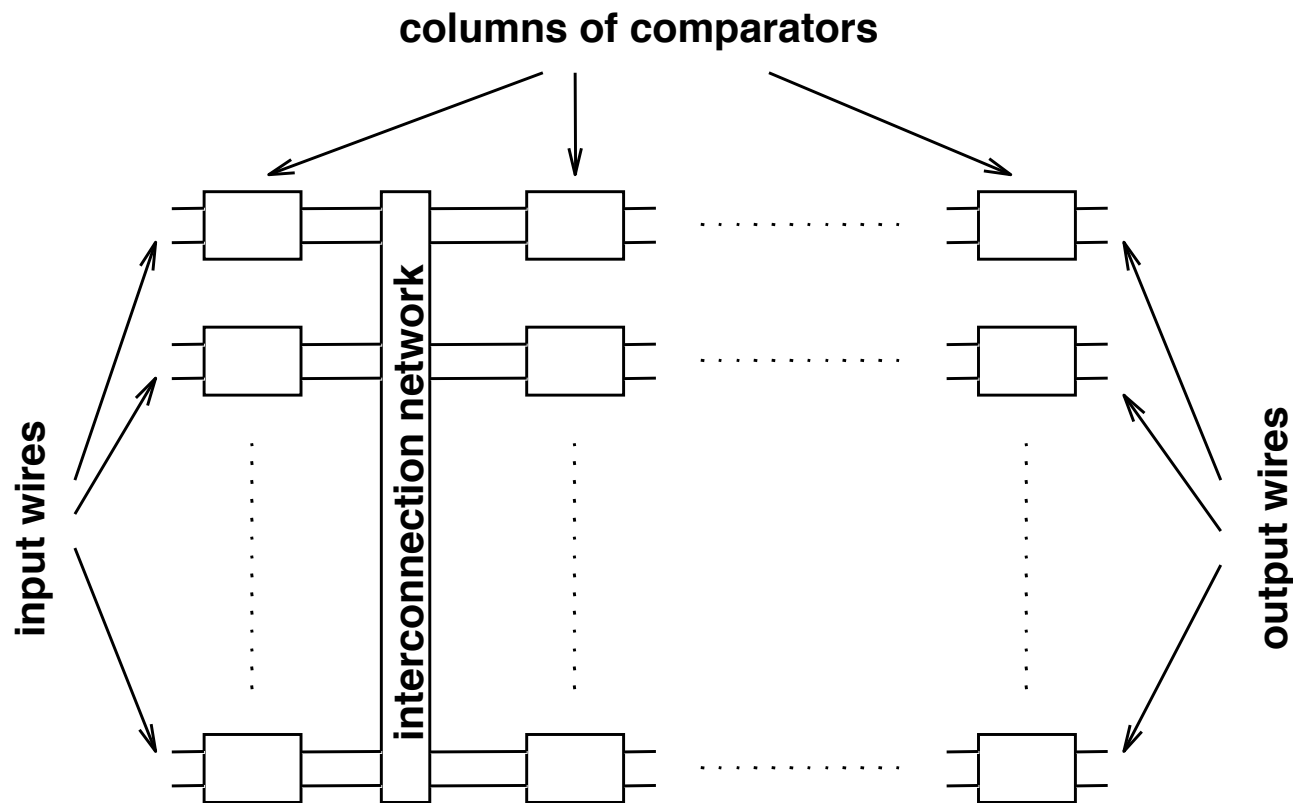 columns of comparators
input wires
interconnection network
output wires